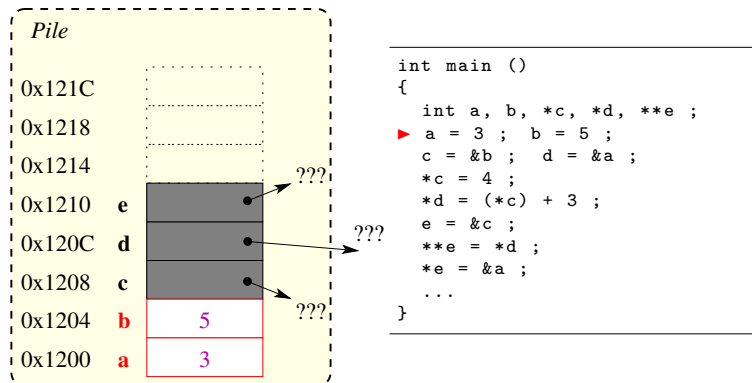 Pile
0x121C
0x1218
0x1214
0x1210 e ???
0x120C d ???
0x1208 c ???
0x1204 b 5
0x1200 a 3
int main ()
{
int a, b, *c, *d, **e ;
a = 3 ; b = 5 ;
c = &b ; d = &a ;
*c = 4 ;
*d = (*c) + 3 ;
e = &c ;
**e = *d ;
*e = &a ;
...
}